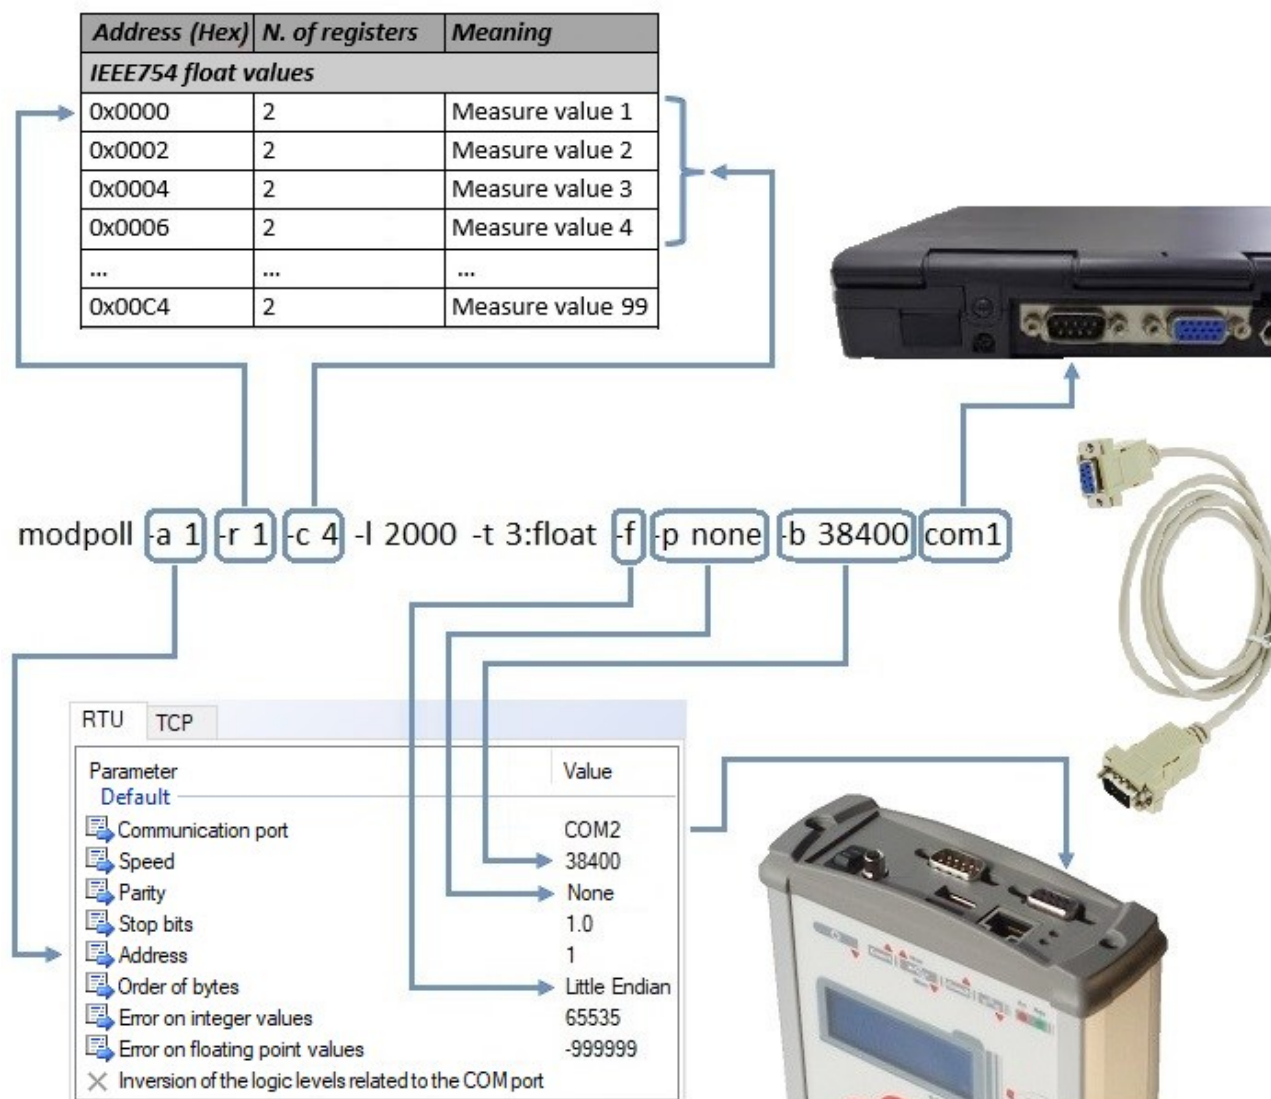 Address (Hex) N. of registers Meaning
IEEE754 float values
0x0000 2 Measure value 1
0x0002 2 Measure value 2
0x0004 2 Measure value 3
0x0006 2 Measure value 4
... ... ...
0x00C4 2 Measure value 99
modpoll -a 1 -r 1 -c 4 -l 2000 -t 3:float -f -p none -b 38400 com1
RTU TCP
Parameter Value
Default
Communication port COM2
Speed 38400
Parity None
Stop bits 1.0
Address 1
Order of bytes Little Endian
Error on integer values 65535
Error on floating point values -999999
Inversion of the logic levels related to the COM port